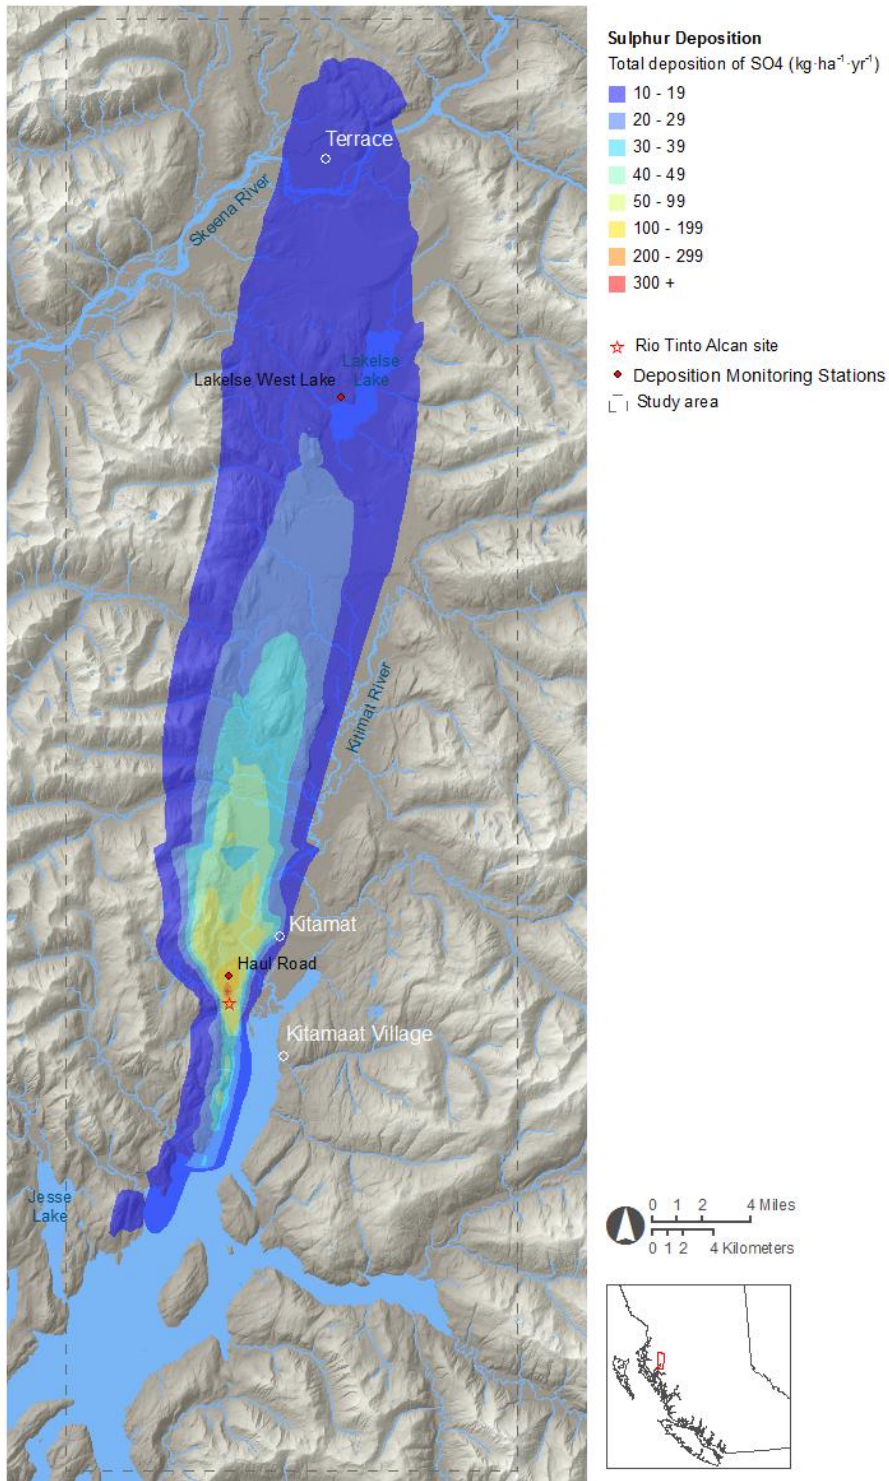 Sulphur Deposition
Total deposition of SO4 (kg·ha⁻¹·yr⁻¹)
10 - 19
20 - 29
30 - 39
40 - 49
50 - 99
100 - 199
200 - 299
300 +
Rio Tinto Alcan site
Deposition Monitoring Stations
Study area
Terrace
Skeena River
Lakelse West Lake
Lakelse
Lake
Kitimat River
Kitamat
Haul Road
Kitamaat Village
Jesse
Lake
0 1 2 4 Miles
0 1 2 4 Kilometers